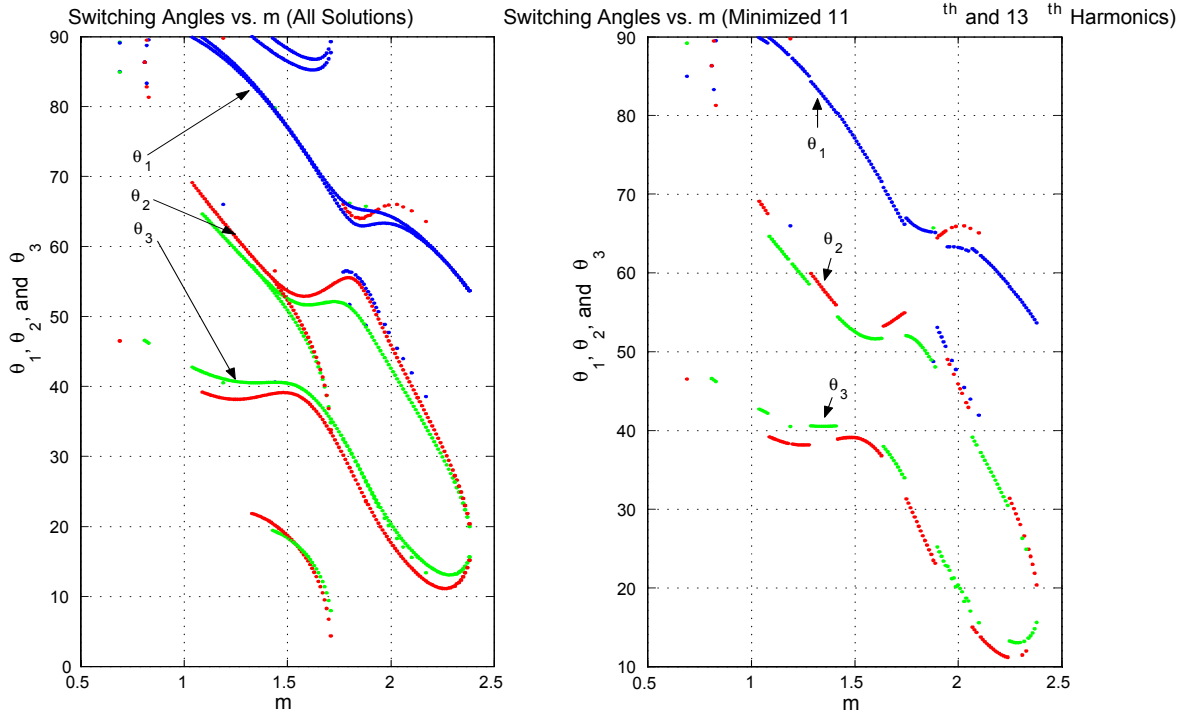 Switching Angles vs. m (All Solutions)
90
80
70
60
50
40
30
20
10
0
0.5
1
1.5
2
2.5
m
θ1, θ2, and θ3
θ1
θ2
θ3
Switching Angles vs. m (Minimized 11th and 13th Harmonics)
90
80
70
60
50
40
30
20
10
0.5
1
1.5
2
2.5
m
θ1, θ2, and θ3
θ1
θ2
θ3